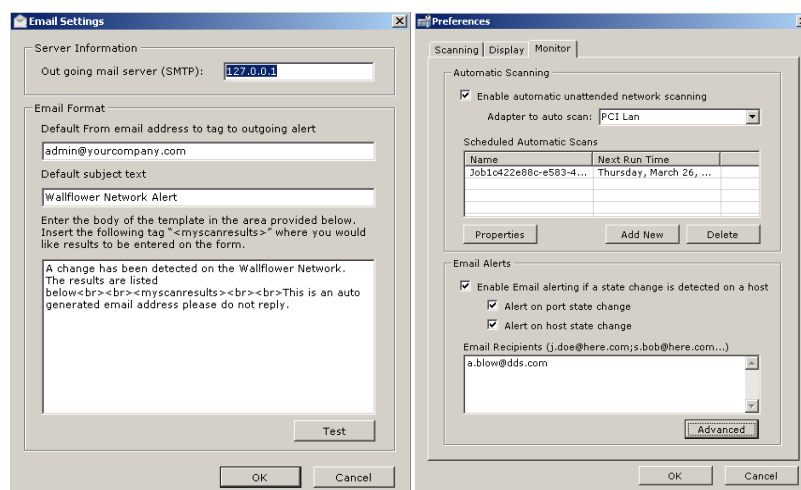 Email Settings
Server Information
Out going mail server (SMTP):
127.0.0.1
Email Format
Default From email address to tag to outgoing alert
admin@yourcompany.com
Default subject text
Wallflower Network Alert
Enter the body of the template in the area provided below.
Insert the following tag "<myscanresults>" where you would
like results to be entered on the form.
A change has been detected on the Wallflower Network.
The results are listed
below<br><br><myscanresults><br><br>This is an auto
generated email address please do not reply.
Test
OK
Cancel
Preferences
Scanning
Display
Monitor
Automatic Scanning
Enable automatic unattended network scanning
Adapter to auto scan:
PCI Lan
Scheduled Automatic Scans
Name
Next Run Time
Job1c422e88c-e583-4...
Thursday, March 26, ...
Properties
Add New
Delete
Email Alerts
Enable Email alerting if a state change is detected on a host
Alert on port state change
Alert on host state change
Email Recipients (j.doe@here.com;s.bob@here.com...)
a.blow@dds.com
Advanced
OK
Cancel